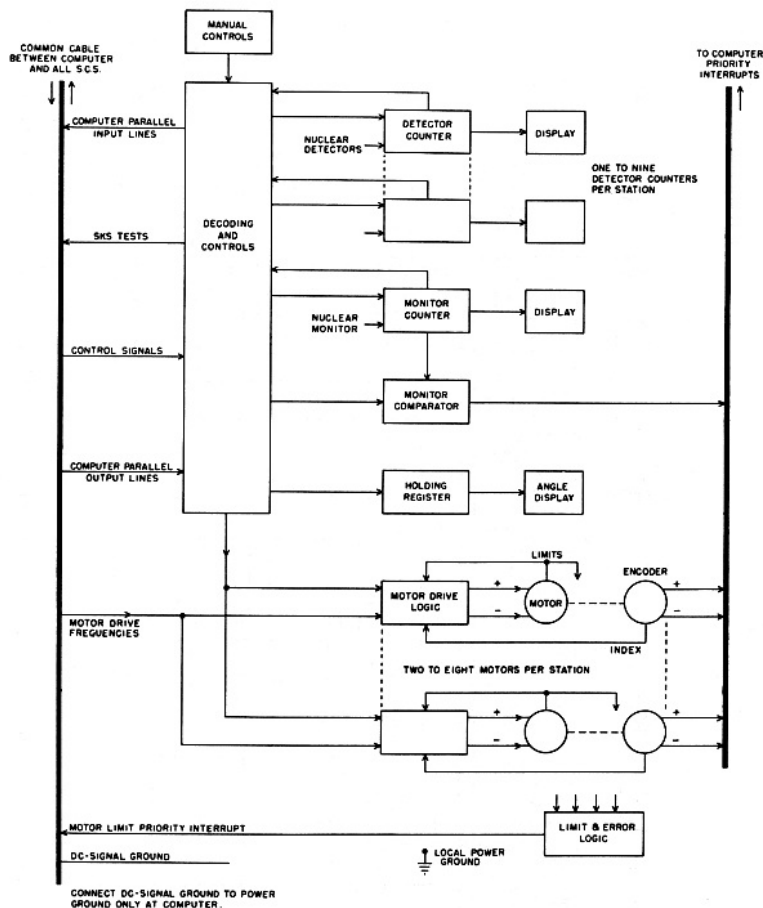 MANUAL
CONTROLS
COMMON CABLE
BETWEEN COMPUTER
AND ALL S.C.S.
TO COMPUTER
PRIORITY
INTERRUPTS
COMPUTER PARALLEL
INPUT LINES
DETECTOR
COUNTER
DISPLAY
NUCLEAR
DETECTORS
ONE TO NINE
DETECTOR COUNTERS
PER STATION
DECODING
AND
CONTROLS
SKS TESTS
MONITOR
COUNTER
DISPLAY
NUCLEAR
MONITOR
CONTROL SIGNALS
MONITOR
COMPARATOR
COMPUTER PARALLEL
OUTPUT LINES
HOLDING
REGISTER
ANGLE
DISPLAY
LIMITS
ENCODER
MOTOR DRIVE
LOGIC
+
-
MOTOR
+
-
MOTOR DRIVE
FREGUENCIES
INDEX
TWO TO EIGHT MOTORS PER STATION
+
-
+
-
MOTOR LIMIT PRIORITY INTERRUPT
LIMIT & ERROR
LOGIC
DC-SIGNAL GROUND
LOCAL POWER
GROUND
CONNECT DC-SIGNAL GROUND TO POWER
GROUND ONLY AT COMPUTER.